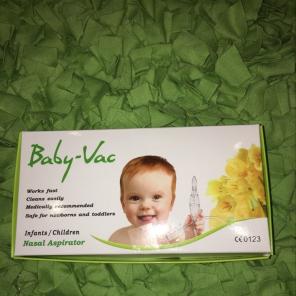 Baby-Vac
Works fast
Cleans easily
Medically recommended
Safe for newborns and toddlers
Infants/Children
Nasal Aspirator
CE0123